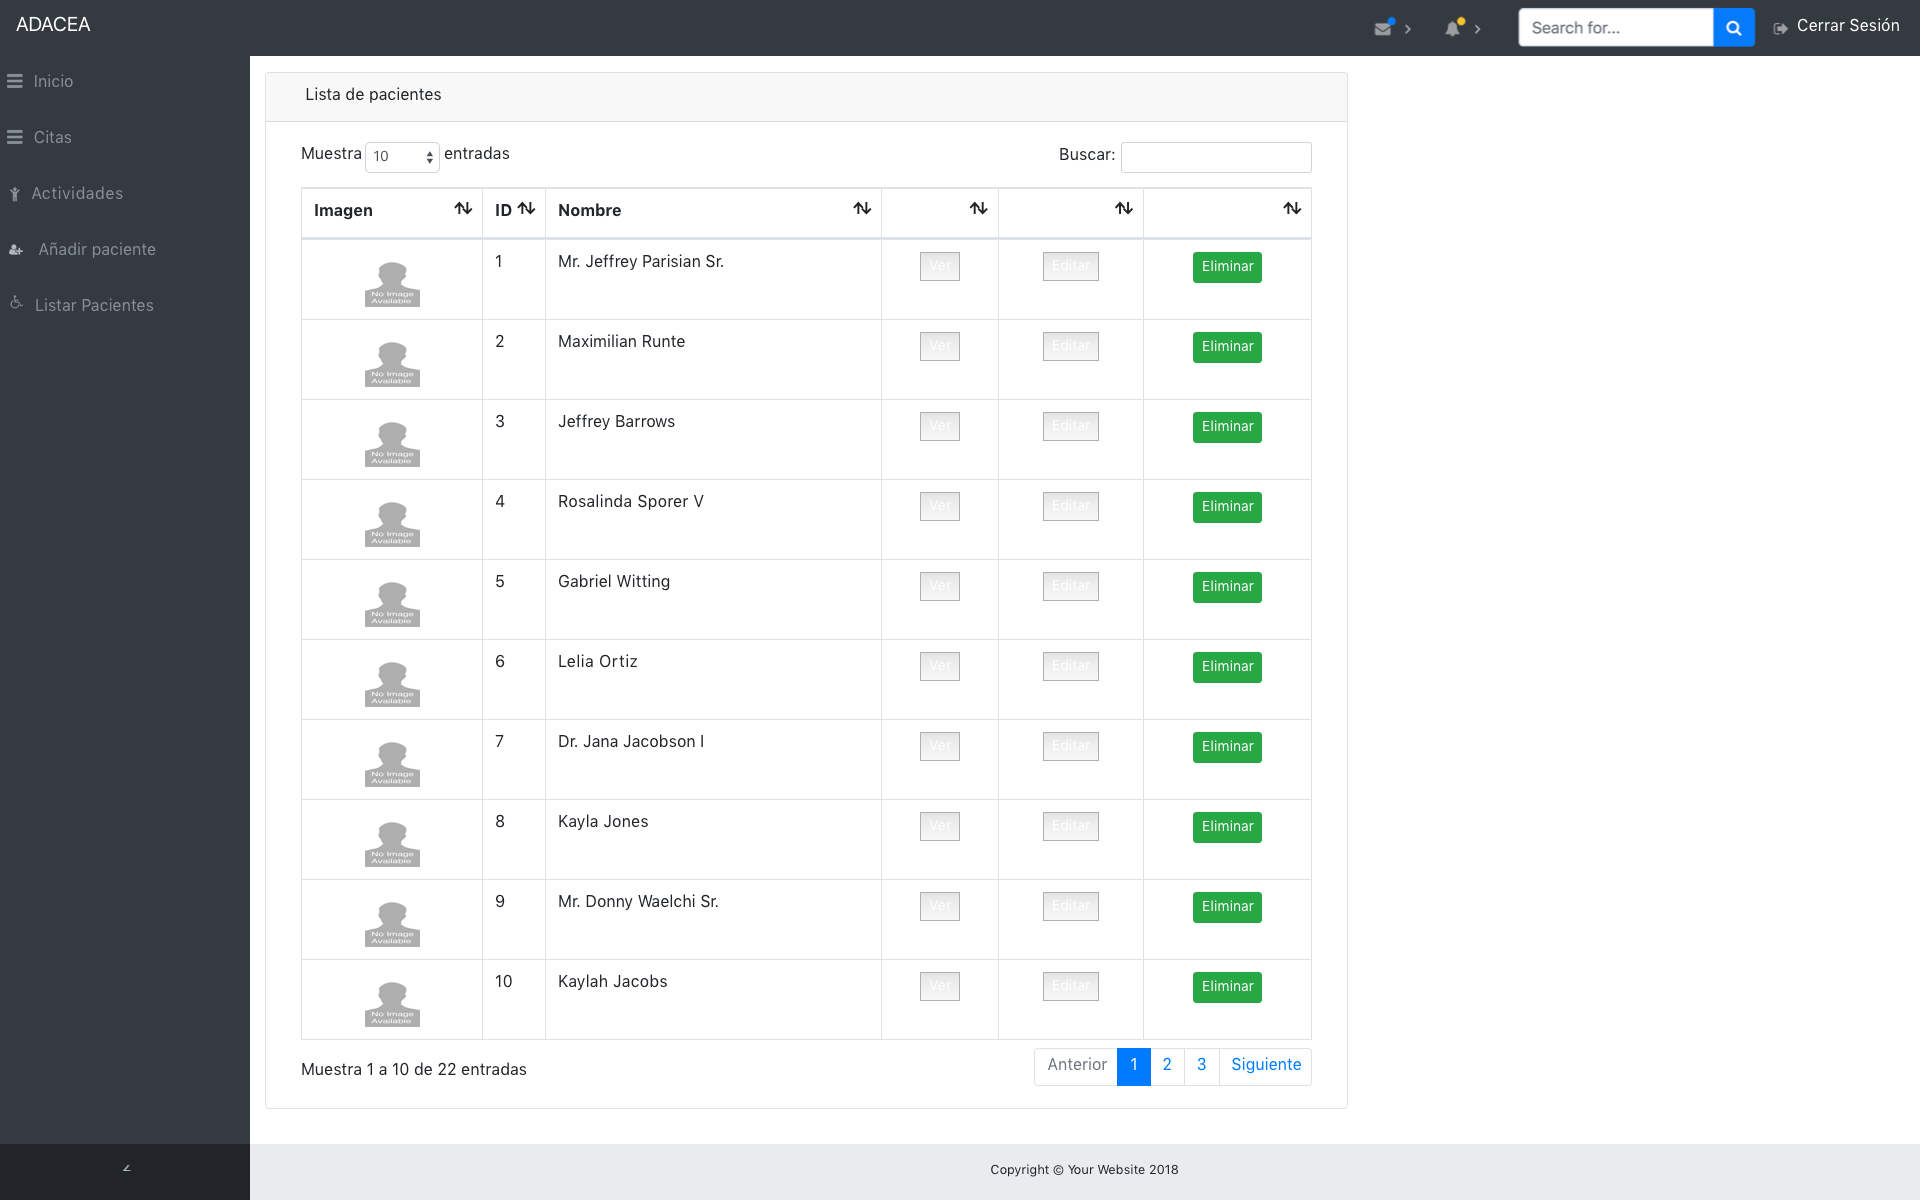 ADACEA
Search for...
Cerrar Sesión
Inicio
Citas
Actividades
Añadir paciente
Listar Pacientes
Lista de pacientes
Muestra 10 entradas
Buscar:
Imagen ID Nombre
No Image
Available
1 Mr. Jeffrey Parisian Sr. Ver Editar Eliminar
No Image
Available
2 Maximilian Runte Ver Editar Eliminar
No Image
Available
3 Jeffrey Barrows Ver Editar Eliminar
No Image
Available
4 Rosalinda Sporer V Ver Editar Eliminar
No Image
Available
5 Gabriel Witting Ver Editar Eliminar
No Image
Available
6 Lelia Ortiz Ver Editar Eliminar
No Image
Available
7 Dr. Jana Jacobson I Ver Editar Eliminar
No Image
Available
8 Kayla Jones Ver Editar Eliminar
No Image
Available
9 Mr. Donny Waelchi Sr. Ver Editar Eliminar
No Image
Available
10 Kaylah Jacobs Ver Editar Eliminar
No Image
Available
Muestra 1 a 10 de 22 entradas
Anterior 1 2 3 Siguiente
Copyright © Your Website 2018